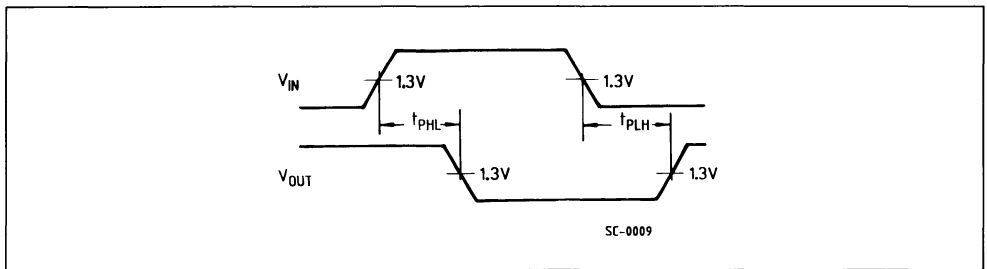 V_IN
1.3V
1.3V
t_PHL
t_PLH
V_OUT
1.3V
1.3V
SC-0009